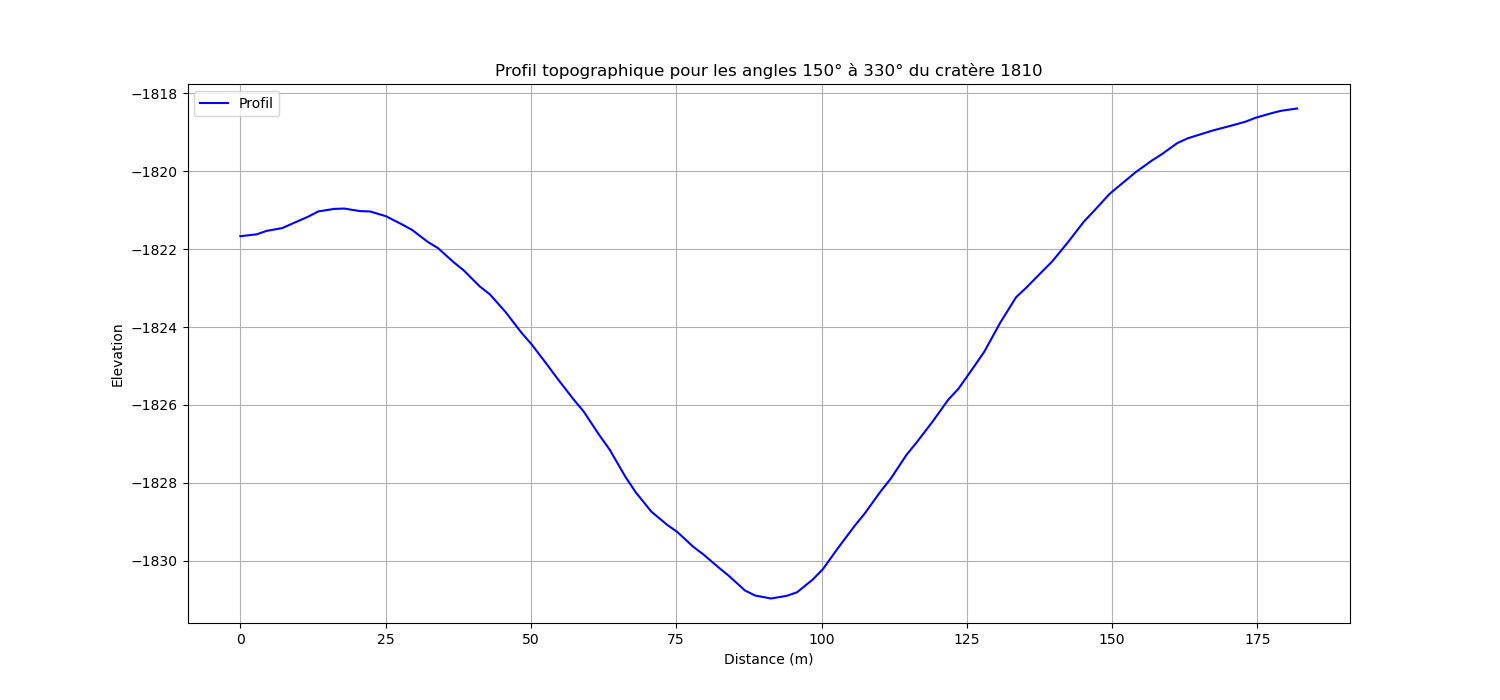 Profil topographique pour les angles 150° à 330° du cratère 1810
Profil
−1818
−1820
−1822
−1824
−1826
−1828
−1830
Elevation
0 25 50 75 100 125 150 175
Distance (m)